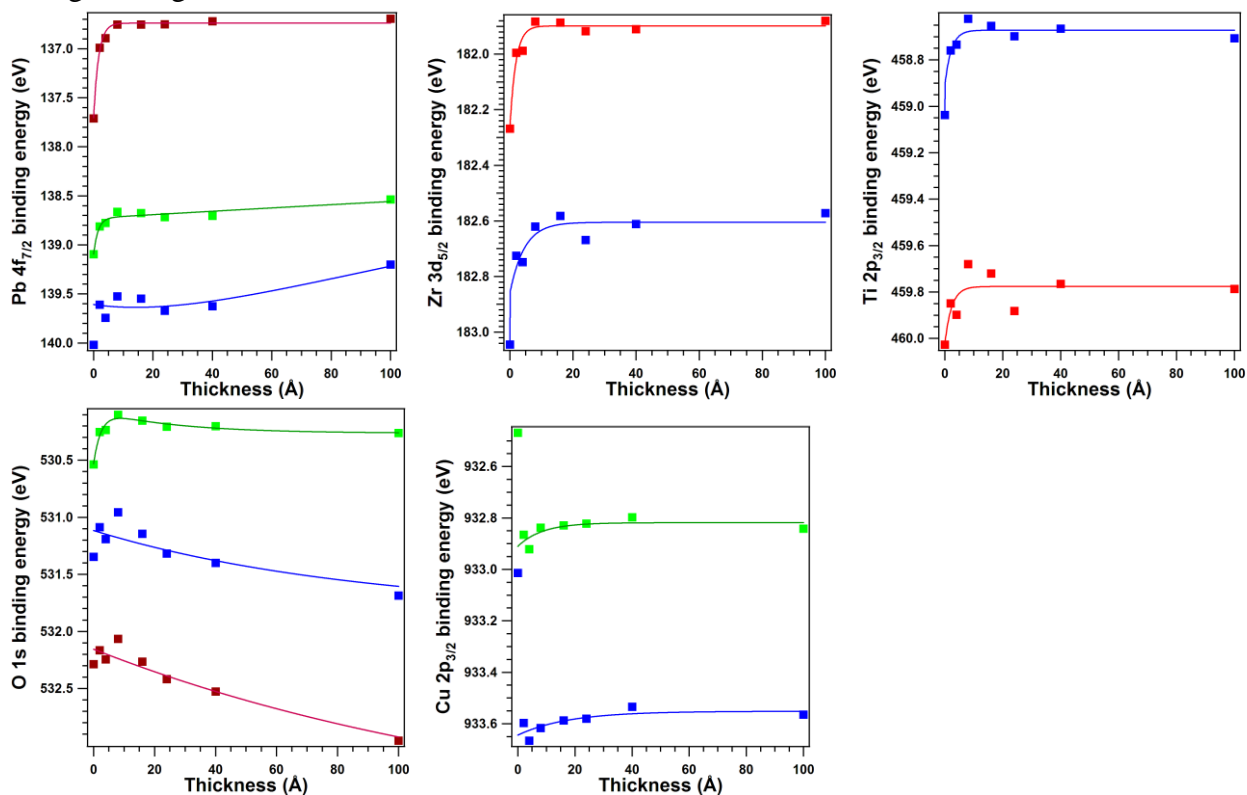 Pb 4f7/2 binding energy (eV)
137.0
137.5
138.0
138.5
139.0
139.5
140.0
0 20 40 60 80 100
Thickness (Å)
Zr 3d5/2 binding energy (eV)
182.0
182.2
182.4
182.6
182.8
183.0
0 20 40 60 80 100
Thickness (Å)
Ti 2p3/2 binding energy (eV)
458.8
459.0
459.2
459.4
459.6
459.8
460.0
0 20 40 60 80 100
Thickness (Å)
O 1s binding energy (eV)
530.5
531.0
531.5
532.0
532.5
0 20 40 60 80 100
Thickness (Å)
Cu 2p3/2 binding energy (eV)
932.6
932.8
933.0
933.2
933.4
933.6
0 20 40 60 80 100
Thickness (Å)